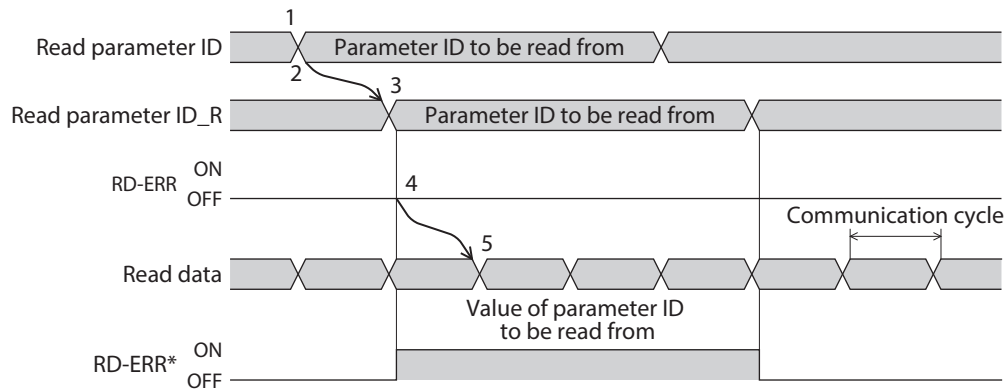 1
Read parameter ID
Parameter ID to be read from
2
3
Read parameter ID_R
Parameter ID to be read from
RD-ERR
ON
OFF
4
Communication cycle
5
Read data
Value of parameter ID
to be read from
RD-ERR*
ON
OFF